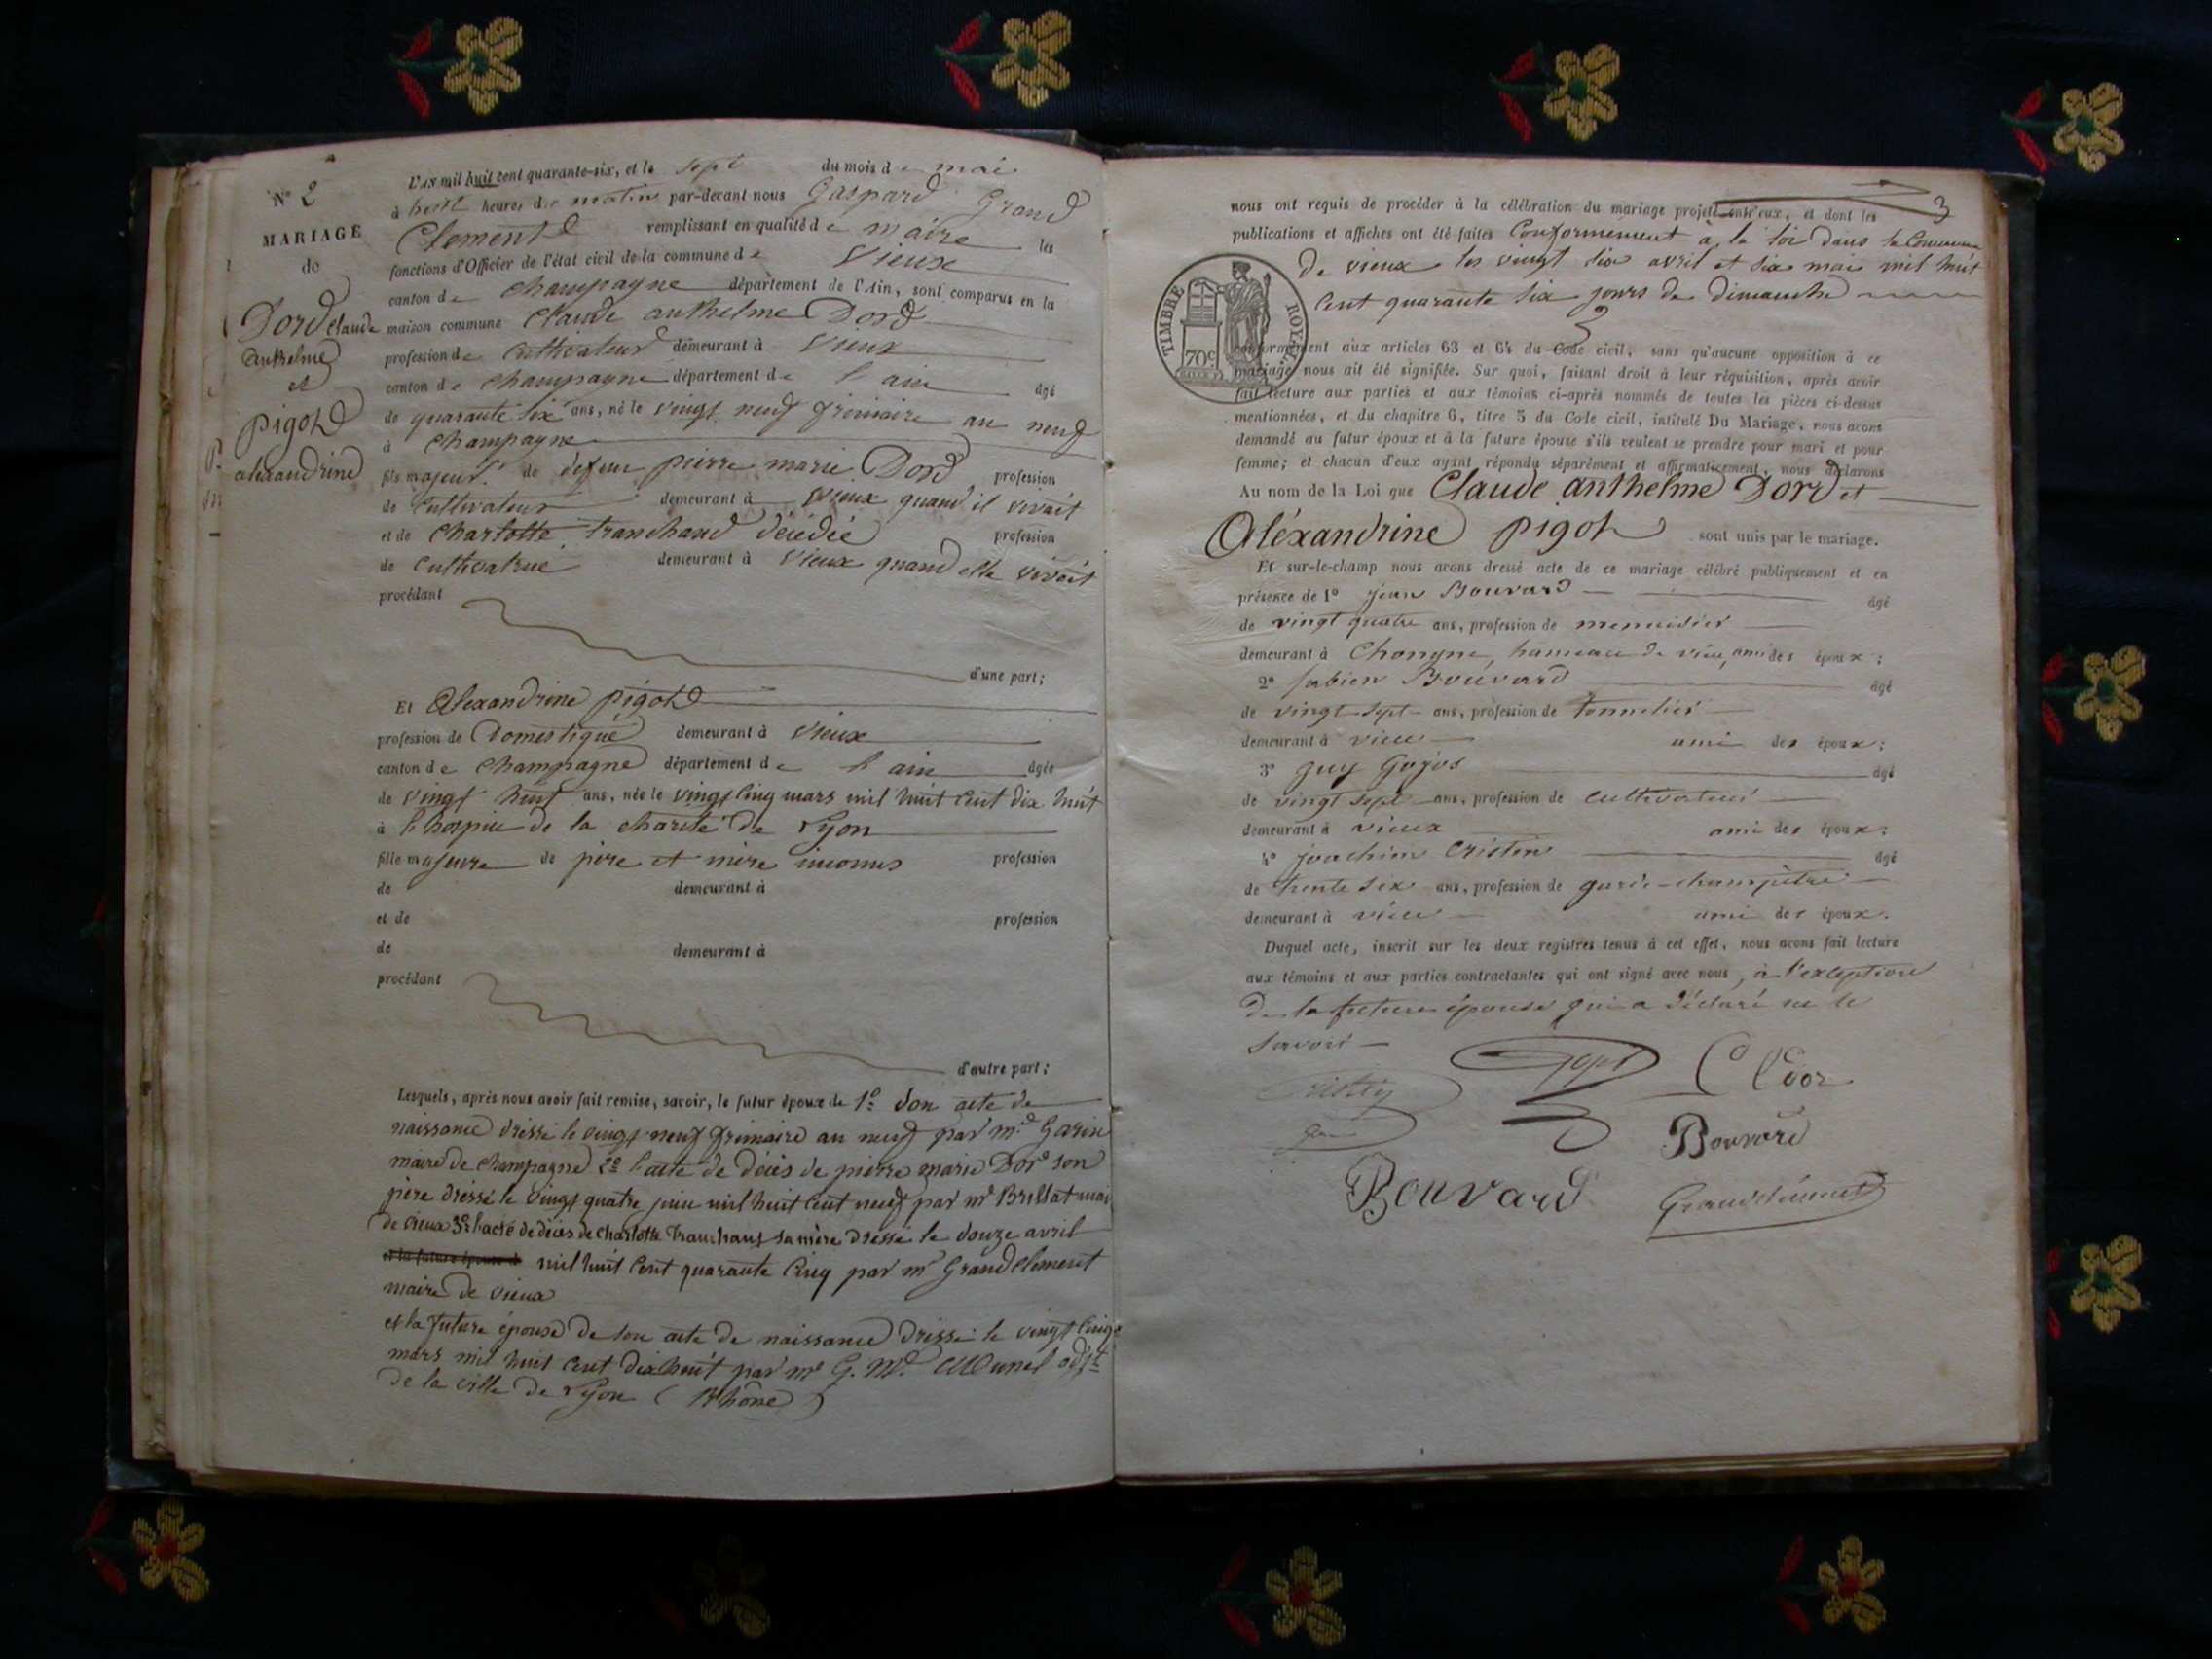 N° 2
MARIAGE
de
Dord Claude
anthelme
et
Pigot
alexandrine
L'AN mil huit cent quarante-six, et le sept du mois de mai
à huit heures du matin par-devant nous Gaspard Grand
Clement remplissant en qualité de maire les
fonctions d'Officier de l'état civil de la commune de Vieux
canton de Champagne département de l'Ain, sont comparus en la
maison commune Claude anthelme Dord
profession de Cultivateur demeurant à Vieux
canton de Champagne département de l'ain âgé
de quarante six ans, né le vingt neuf frimaire an neuf
à Champagne
fils majeur de defeu pierre marie Dord profession
de Cultivateur demeurant à Vieux quand il vivait
et de Charlotte tranchand décédée profession
de Cultivatrice demeurant à Vieux quand elle vivait
procédant
d'une part;
Et Alexandrine pigot
profession de Domestique demeurant à Vieux
canton de Champagne département de l'ain âgée
de vingt huit ans, née le vingt cinq mars mil huit cent dix huit
à l'hospice de la charité de Lyon
fille majeure de père et mère inconnus profession
de demeurant à
et de profession
de demeurant à
procédant
d'autre part;
Lesquels, après nous avoir fait remise, savoir, le futur époux de 1° son acte de
naissance dressé le vingt neuf frimaire an neuf par mr Garin
maire de Champagne 2° l'acte de décès de pierre marie Dord son
père dressé le vingt quatre juin mil huit cent neuf par mr Brillat mai
de vieux 3° l'acte de décès de Charlotte Tranchant sa mère dressé le douze avril
et la future épouse de mil huit cent quarante cinq par mr Grandclement
maire de vieux
et la future épouse de son acte de naissance dressé le vingt cinq
mars mil huit cent dix huit par mr G. Md. adjt
de la ville de Lyon (Rhône)
3
nous ont requis de procéder à la célébration du mariage projeté entre eux, et dont les
publications et affiches ont été faites Conformément à la loi dans la Commune
de vieux les vingt six avril et six mai mil huit
Cent quarante six jours de dimanche
TIMBRE ROYAL
70c
conformément aux articles 63 et 64 du Code civil, sans qu'aucune opposition à ce
mariage nous ait été signifiée. Sur quoi, faisant droit à leur réquisition, après avoir
fait lecture aux parties et aux témoins ci-après nommés de toutes les pièces ci-dessus
mentionnées, et du chapitre 6, titre 5 du Code civil, intitulé Du Mariage, nous avons
demandé au futur époux et à la future épouse s'ils veulent se prendre pour mari et pour
femme; et chacun d'eux ayant répondu séparément et affirmativement, nous déclarons
Au nom de la Loi que Claude anthelme Dord et
Aléxandrine pigot sont unis par le mariage.
Et sur-le-champ nous avons dressé acte de ce mariage célébré publiquement et en
présence de 1° jean Bouvard âgé
de vingt quatre ans, profession de menuisier
demeurant à Chongne, hameau de vieu, ami des époux;
2° fabien Bouvard âgé
de vingt sept ans, profession de tonnelier
demeurant à vieu ami des époux;
3° guy Gojos âgé
de vingt sept ans, profession de cultivateur
demeurant à vieux ami des époux;
4° joachim Cristin âgé
de trente six ans, profession de garde-champêtre
demeurant à vieu ami des époux.
Duquel acte, inscrit sur les deux registres tenus à cet effet, nous avons fait lecture
aux témoins et aux parties contractantes qui ont signé avec nous, à l'exception
de la future épouse qui a déclaré ne le
savoir
Cristin
C Dor
Bouvard
Bouvard
Grandclément